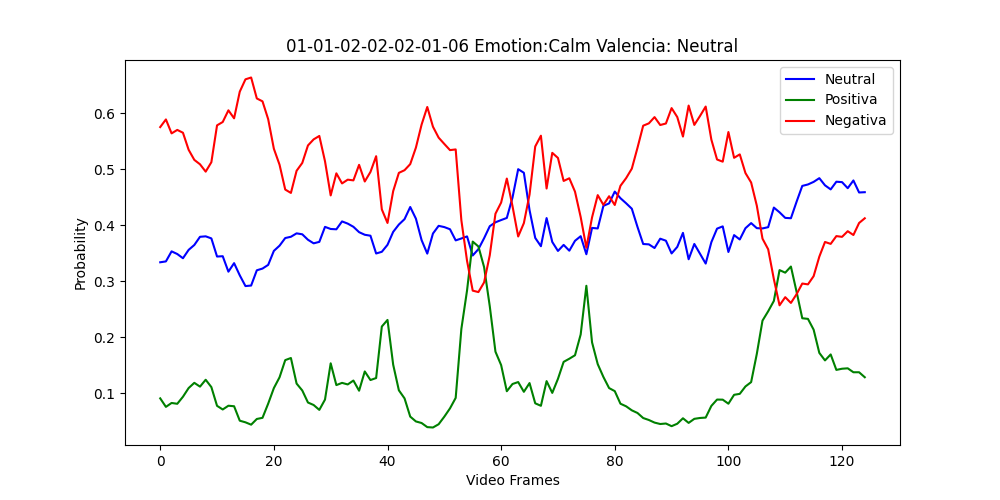 01-01-02-02-02-01-06 Emotion:Calm Valencia: Neutral
Neutral
Positiva
Negativa
Probability
0.6
0.5
0.4
0.3
0.2
0.1
0 20 40 60 80 100 120
Video Frames